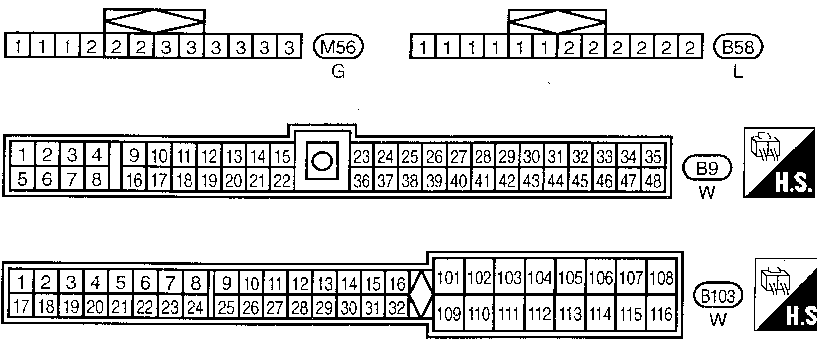 1 1 1 2 2 2 3 3 3 3 3 3 M56
G
1 1 1 1 1 1 2 2 2 2 2 2 B58
L
1 2 3 4 9 10 11 12 13 14 15 23 24 25 26 27 28 29 30 31 32 33 34 35
5 6 7 8 16 17 18 19 20 21 22 36 37 38 39 40 41 42 43 44 45 46 47 48
B9
W
H.S.
1 2 3 4 5 6 7 8 9 10 11 12 13 14 15 16 101 102 103 104 105 106 107 108
17 18 19 20 21 22 23 24 25 26 27 28 29 30 31 32 109 110 111 112 113 114 115 116
B103
W
H.S